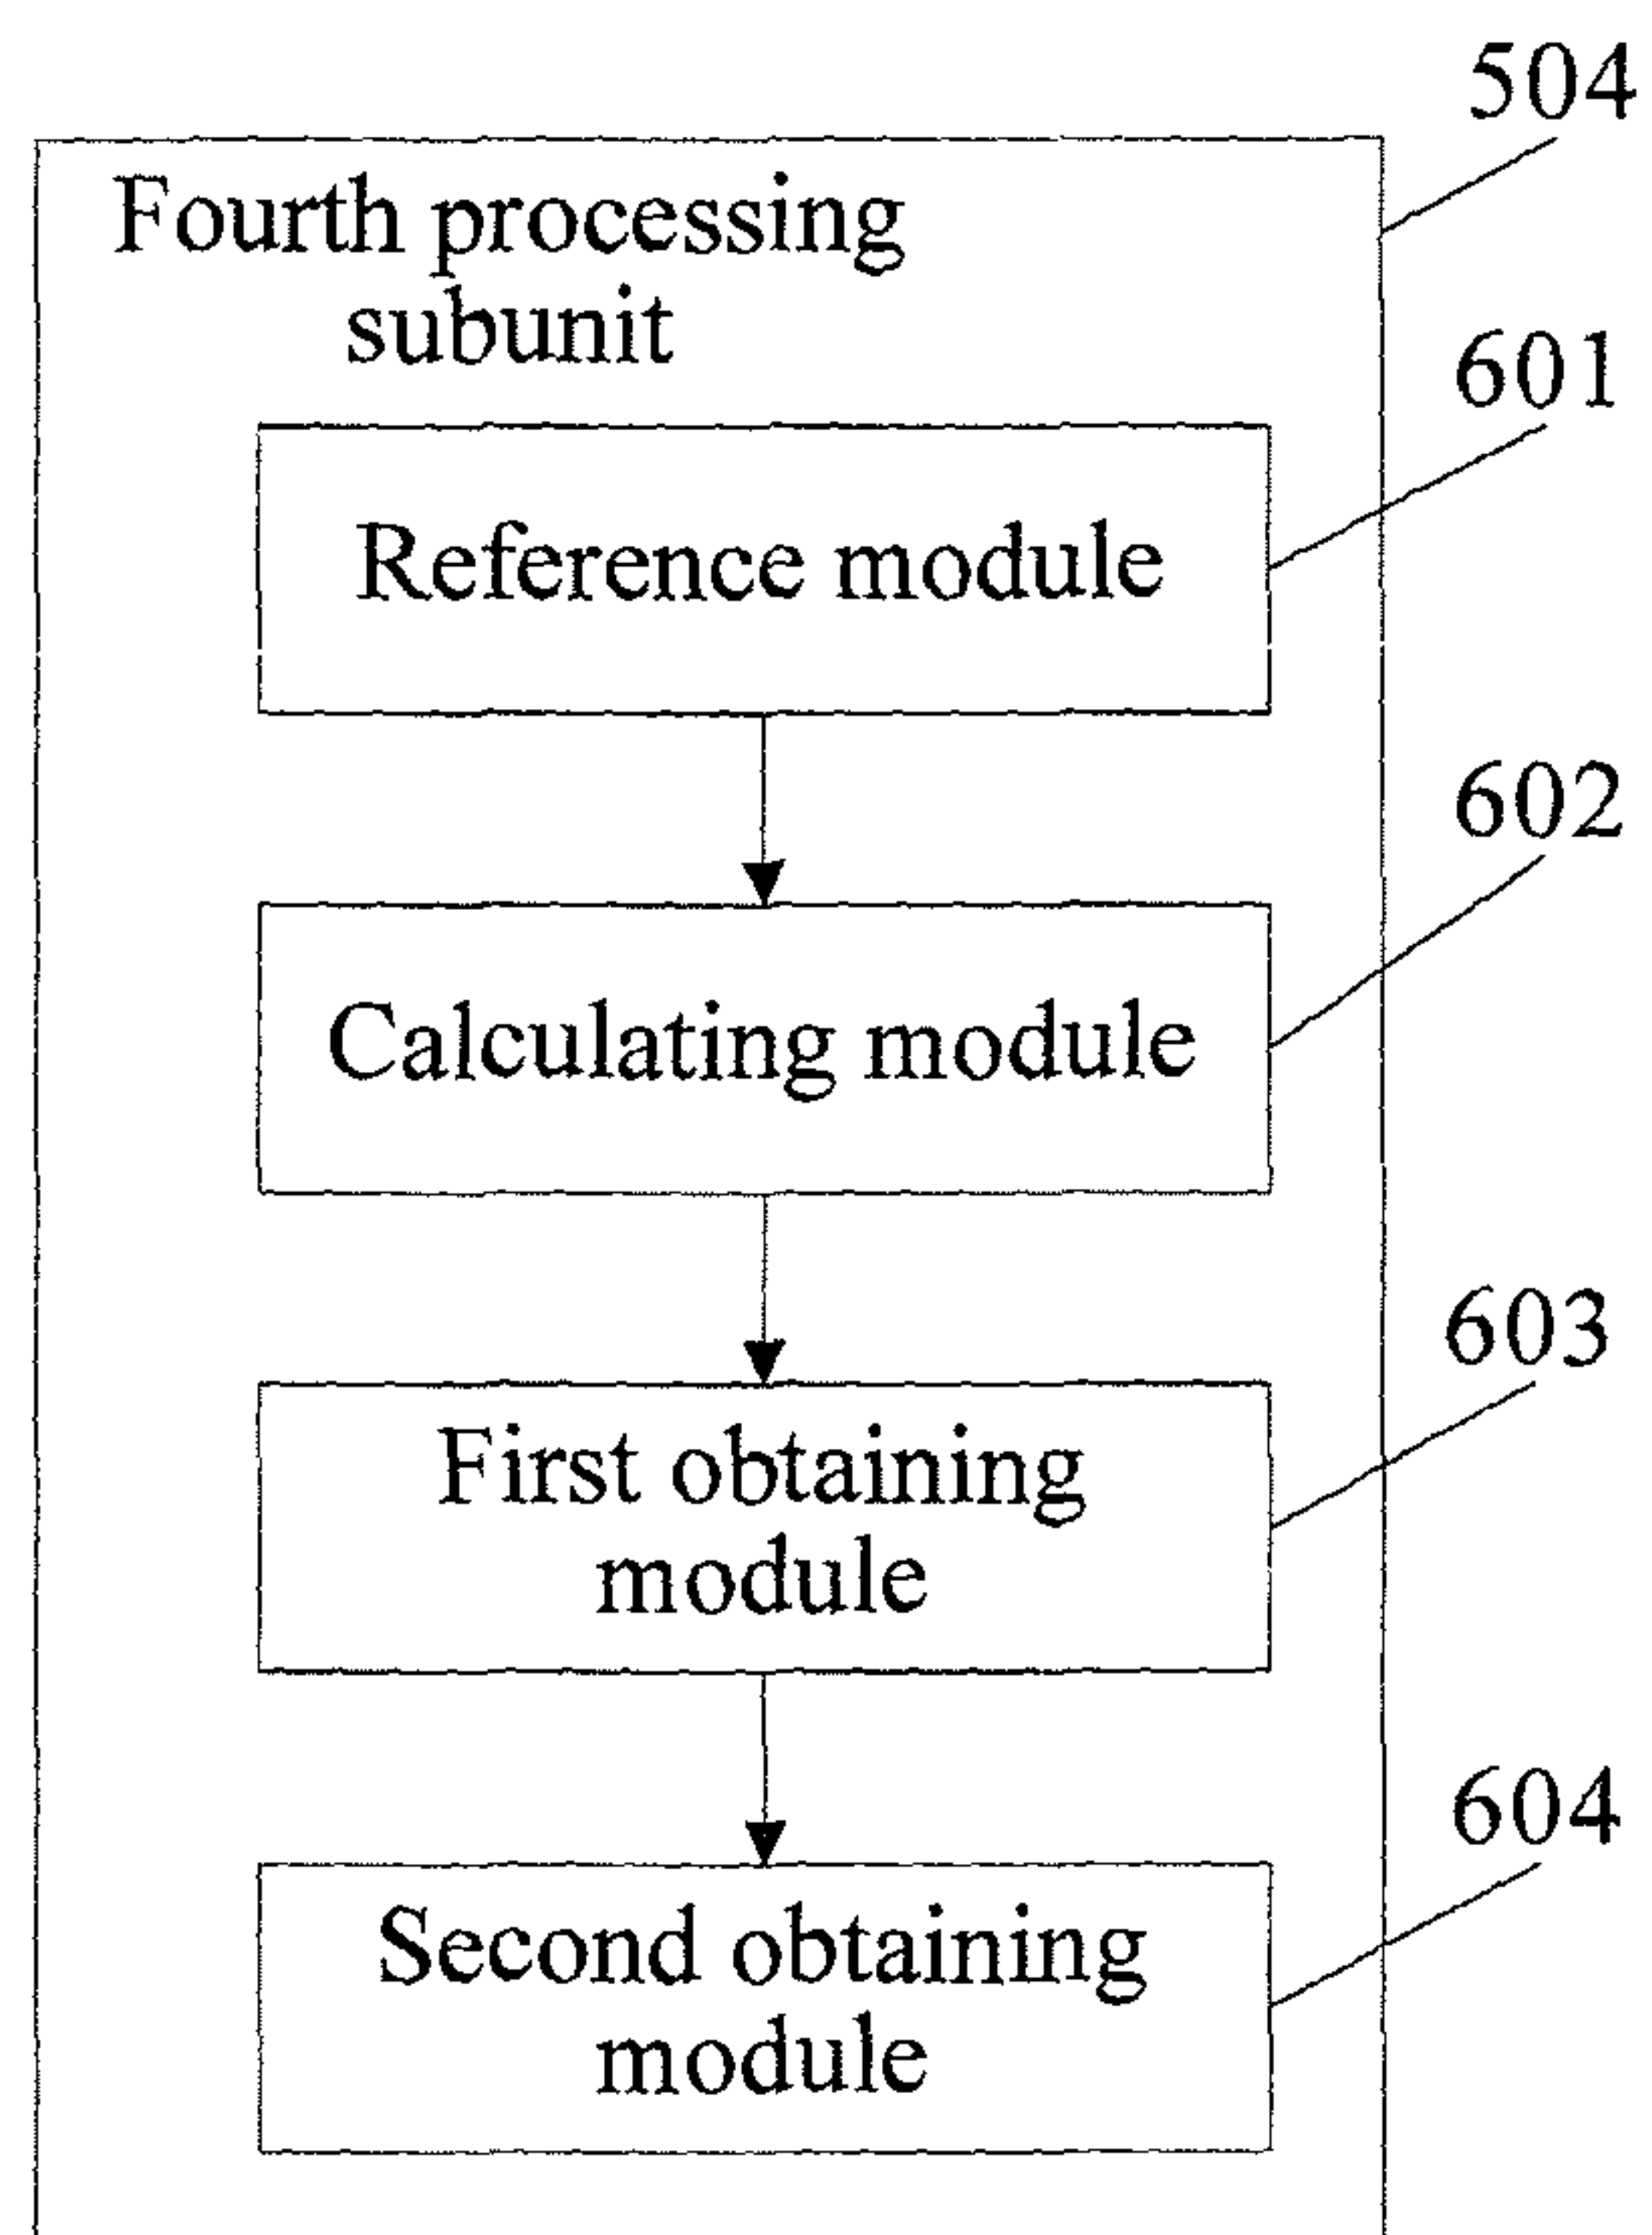 504
Fourth processing
subunit
601
Reference module
602
Calculating module
603
First obtaining
module
604
Second obtaining
module